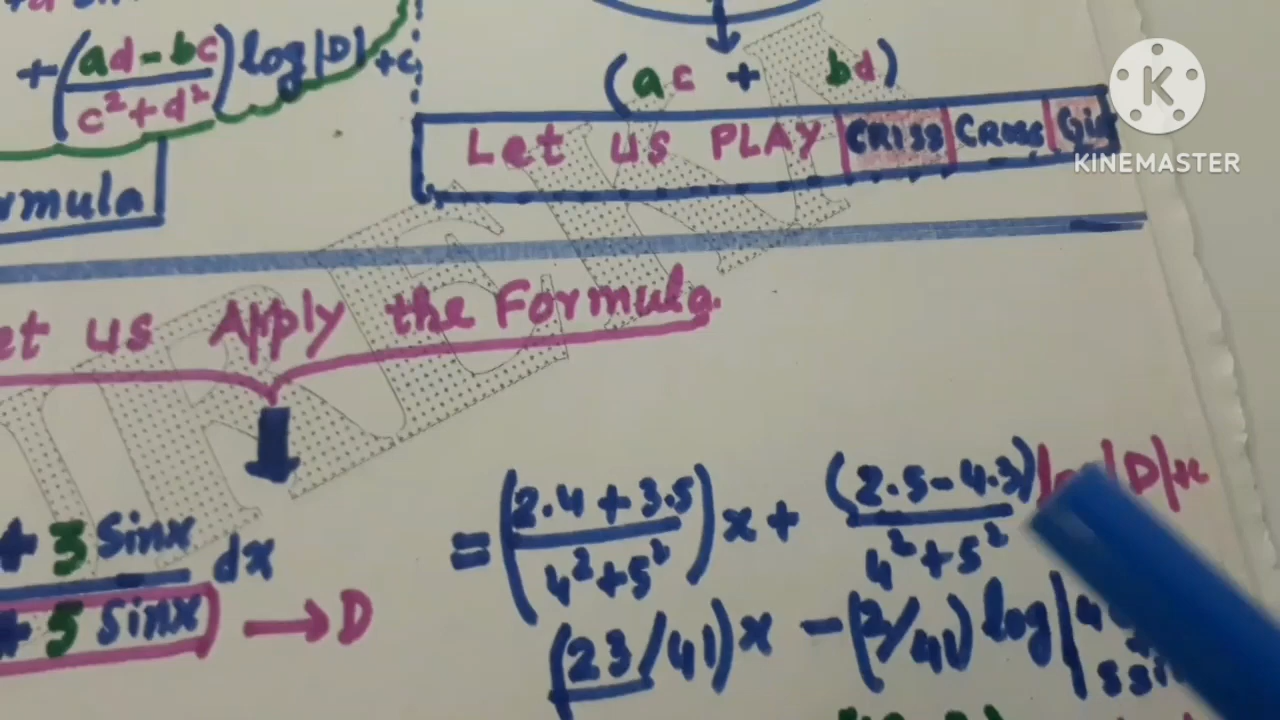 +(ad-bc/c²+d²)log|D|+c
(ac + bd)
Let us PLAY CRISS CROSS
KINEMASTER
rmula
et us Apply the Formula.
+ 3 Sinx dx
+ 5 Sinx → D
=(2.4+3.5/4²+5²)x+(2.5-4.3)/4²+5² |D|+c
(23/41)x -(2/41)log|4
5si